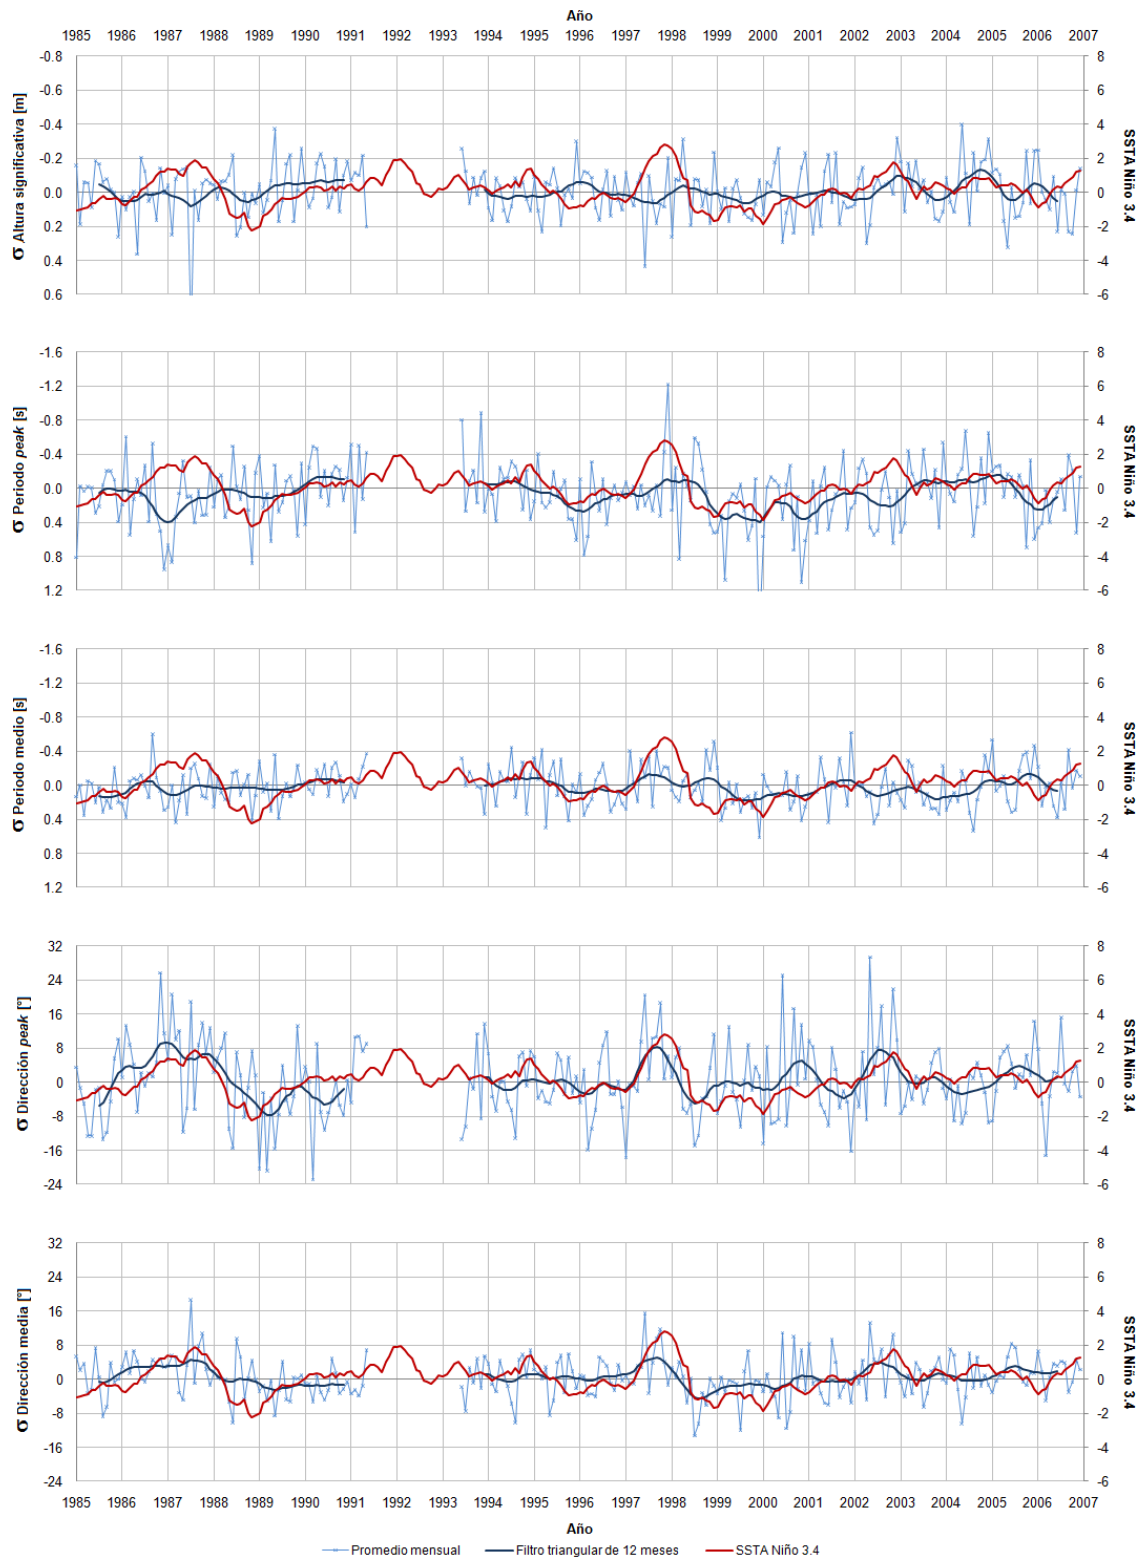 Año
1985 1986 1987 1988 1989 1990 1991 1992 1993 1994 1995 1996 1997 1998 1999 2000 2001 2002 2003 2004 2005 2006 2007
σ Altura significativa [m]
-0.8 -0.6 -0.4 -0.2 0.0 0.2 0.4 0.6
8 6 4 2 0 -2 -4 -6
SSTA Niño 3.4
σ Periodo peak [s]
-1.6 -1.2 -0.8 -0.4 0.0 0.4 0.8 1.2
8 6 4 2 0 -2 -4 -6
SSTA Niño 3.4
σ Periodo medio [s]
-1.6 -1.2 -0.8 -0.4 0.0 0.4 0.8 1.2
8 6 4 2 0 -2 -4 -6
SSTA Niño 3.4
σ Dirección peak [°]
32 24 16 8 0 -8 -16 -24
8 6 4 2 0 -2 -4 -6
SSTA Niño 3.4
σ Dirección media [°]
32 24 16 8 0 -8 -16 -24
8 6 4 2 0 -2 -4 -6
SSTA Niño 3.4
1985 1986 1987 1988 1989 1990 1991 1992 1993 1994 1995 1996 1997 1998 1999 2000 2001 2002 2003 2004 2005 2006 2007
Año
Promedio mensual Filtro triangular de 12 meses SSTA Niño 3.4